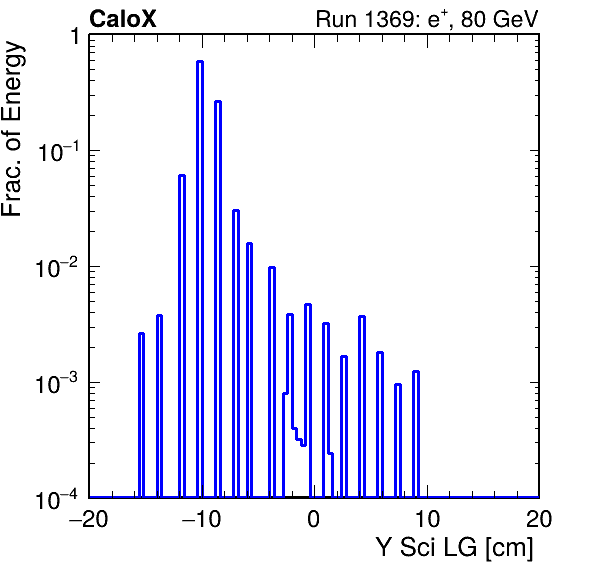 CaloX Run 1369: e⁺, 80 GeV
Frac. of Energy
1
10⁻¹
10⁻²
10⁻³
10⁻⁴
−20 −10 0 10 20
Y Sci LG [cm]